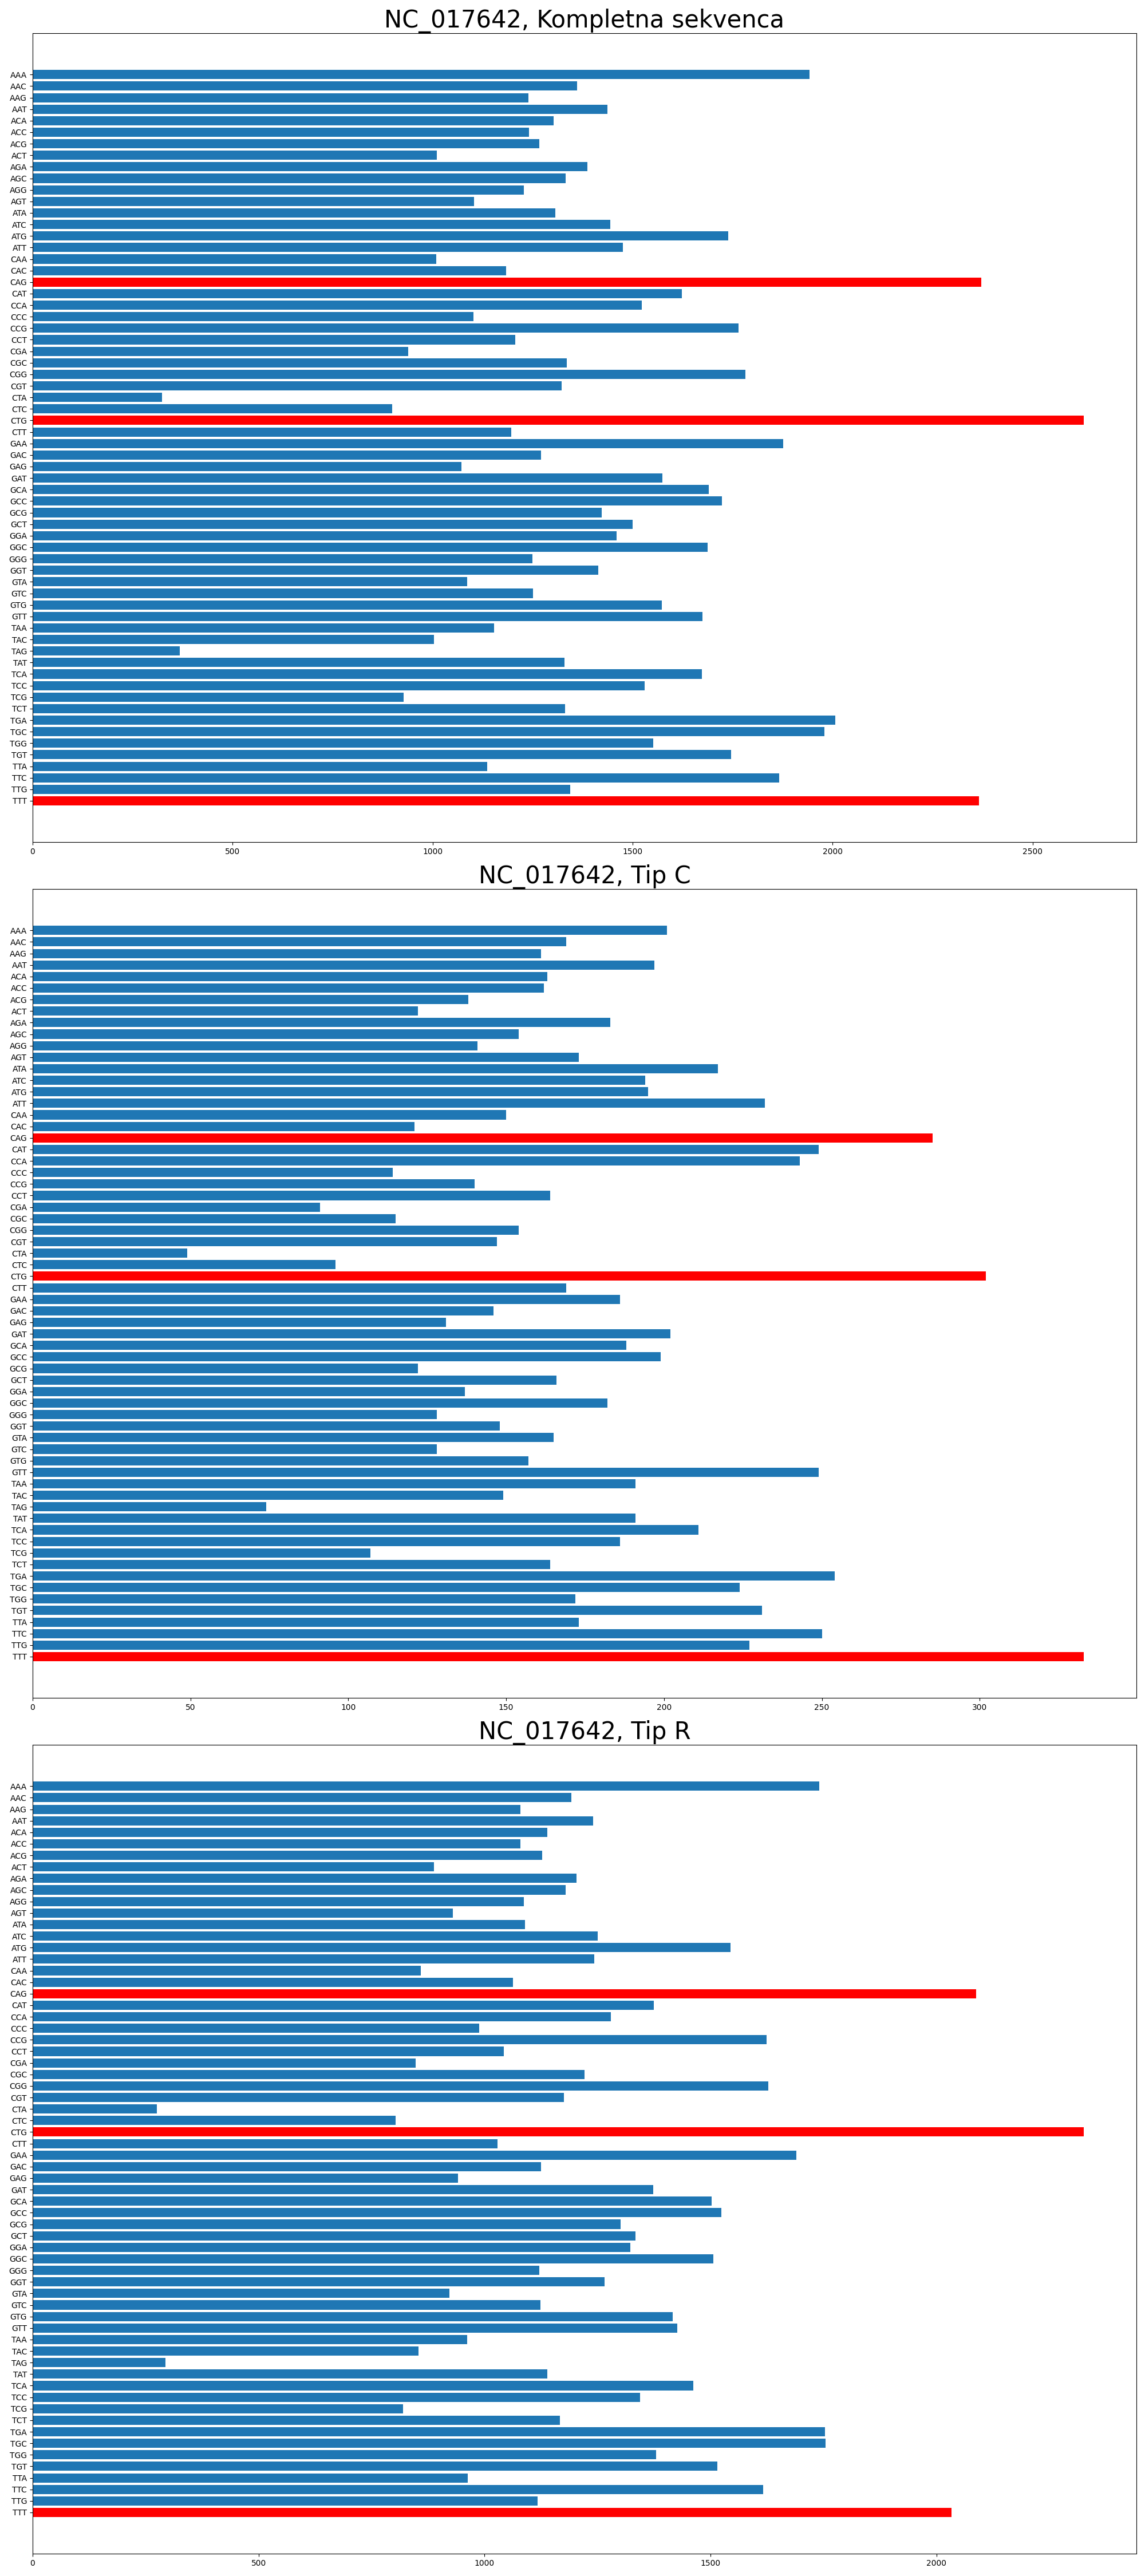 NC_017642, Kompletna sekvenca
AAA
AAC
AAG
AAT
ACA
ACC
ACG
ACT
AGA
AGC
AGG
AGT
ATA
ATC
ATG
ATT
CAA
CAC
CAG
CAT
CCA
CCC
CCG
CCT
CGA
CGC
CGG
CGT
CTA
CTC
CTG
CTT
GAA
GAC
GAG
GAT
GCA
GCC
GCG
GCT
GGA
GGC
GGG
GGT
GTA
GTC
GTG
GTT
TAA
TAC
TAG
TAT
TCA
TCC
TCG
TCT
TGA
TGC
TGG
TGT
TTA
TTC
TTG
TTT
0 500 1000 1500 2000 2500
NC_017642, Tip C
AAA
AAC
AAG
AAT
ACA
ACC
ACG
ACT
AGA
AGC
AGG
AGT
ATA
ATC
ATG
ATT
CAA
CAC
CAG
CAT
CCA
CCC
CCG
CCT
CGA
CGC
CGG
CGT
CTA
CTC
CTG
CTT
GAA
GAC
GAG
GAT
GCA
GCC
GCG
GCT
GGA
GGC
GGG
GGT
GTA
GTC
GTG
GTT
TAA
TAC
TAG
TAT
TCA
TCC
TCG
TCT
TGA
TGC
TGG
TGT
TTA
TTC
TTG
TTT
0 50 100 150 200 250 300
NC_017642, Tip R
AAA
AAC
AAG
AAT
ACA
ACC
ACG
ACT
AGA
AGC
AGG
AGT
ATA
ATC
ATG
ATT
CAA
CAC
CAG
CAT
CCA
CCC
CCG
CCT
CGA
CGC
CGG
CGT
CTA
CTC
CTG
CTT
GAA
GAC
GAG
GAT
GCA
GCC
GCG
GCT
GGA
GGC
GGG
GGT
GTA
GTC
GTG
GTT
TAA
TAC
TAG
TAT
TCA
TCC
TCG
TCT
TGA
TGC
TGG
TGT
TTA
TTC
TTG
TTT
0 500 1000 1500 2000